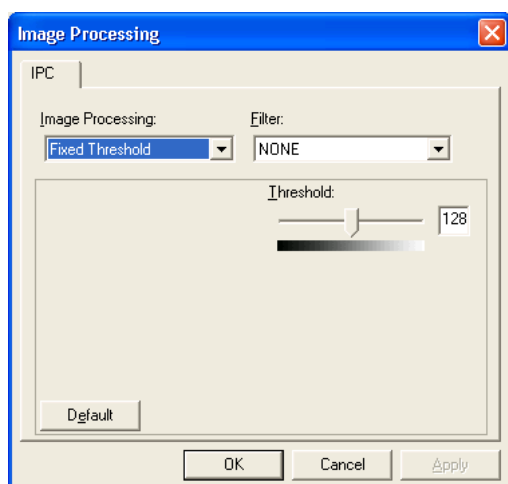 Image Processing
IPC
Image Processing: Filter:
Fixed Threshold NONE
Threshold:
128
Default
OK Cancel Apply